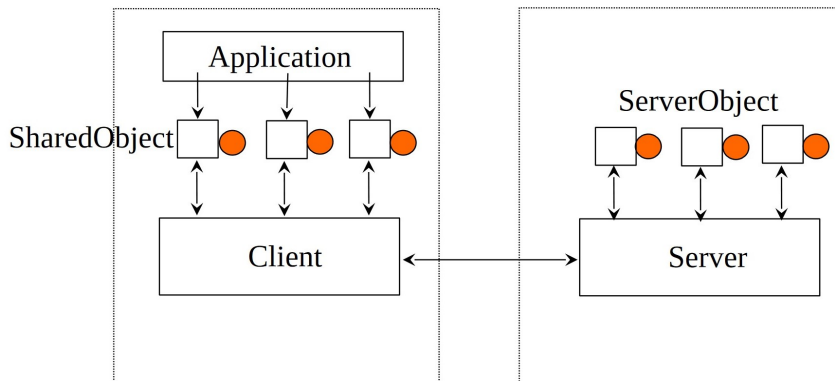 Application
ServerObject
SharedObject
Client
Server